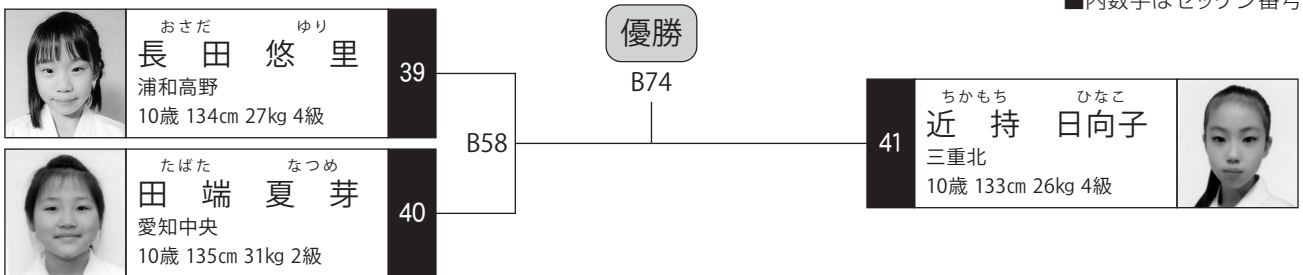 ■内数字はゼッケン番号
おさだ ゆり
長田 悠里
浦和高野
10歳 134cm 27kg 4級
39
たばた なつめ
田端 夏芽
愛知中央
10歳 135cm 31kg 2級
40
B58
優勝
B74
41
ちかもち ひなこ
近持 日向子
三重北
10歳 133cm 26kg 4級